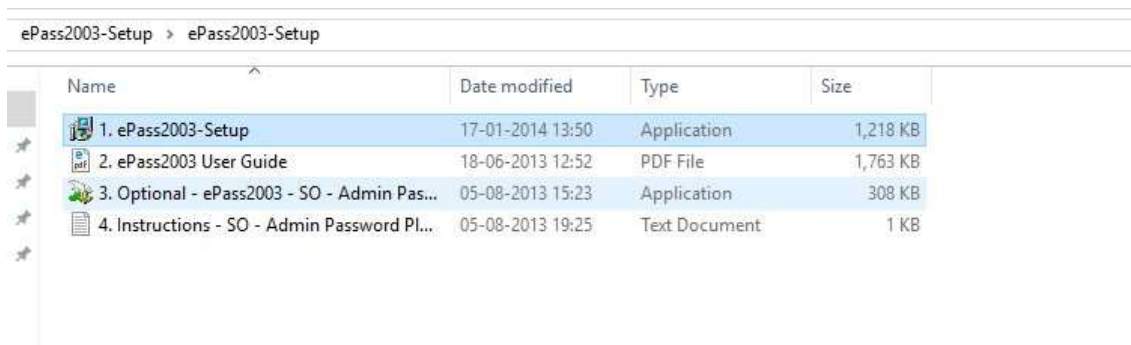 ePass2003-Setup > ePass2003-Setup
Name Date modified Type Size
1. ePass2003-Setup 17-01-2014 13:50 Application 1,218 KB
2. ePass2003 User Guide 18-06-2013 12:52 PDF File 1,763 KB
3. Optional - ePass2003 - SO - Admin Pas... 05-08-2013 15:23 Application 308 KB
4. Instructions - SO - Admin Password Pl... 05-08-2013 19:25 Text Document 1 KB